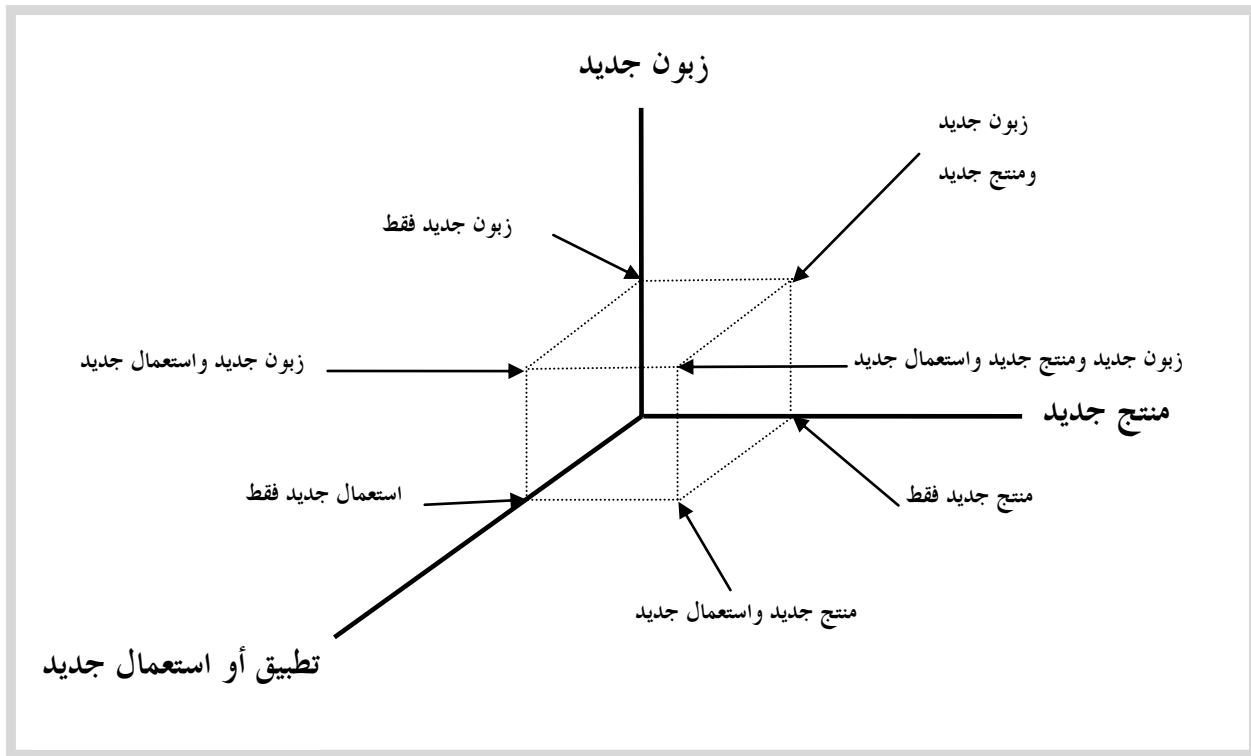 زبون جديد
زبون جديد
ومنتج جديد
زبون جديد فقط
زبون جديد ومنتج جديد واستعمال جديد
زبون جديد واستعمال جديد
منتج جديد
منتج جديد فقط
استعمال جديد فقط
منتج جديد واستعمال جديد
تطبيق أو استعمال جديد